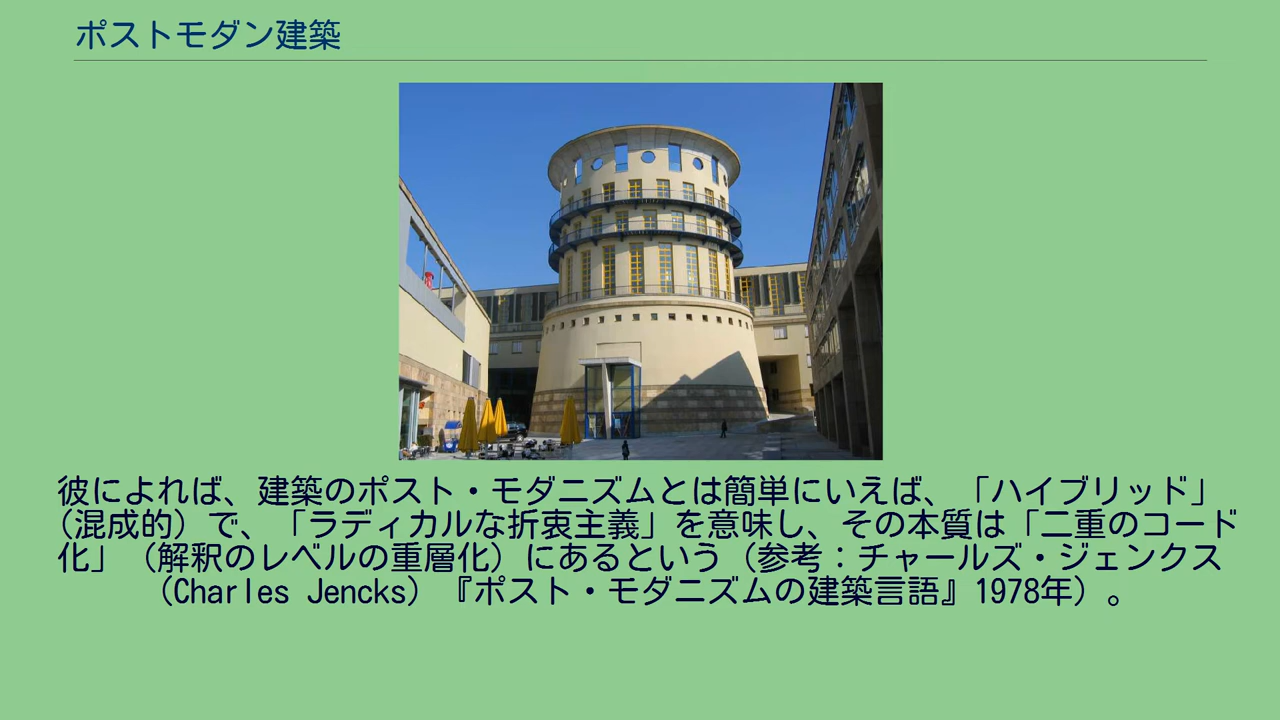 ポストモダン建築
彼によれば、建築のポスト・モダニズムとは簡単にいえば、「ハイブリッド」
（混成的）で、「ラディカルな折衷主義」を意味し、その本質は「二重のコード
化」（解釈のレベルの重層化）にあるという（参考：チャールズ・ジェンクス
（Charles Jencks）『ポスト・モダニズムの建築言語』1978年）。